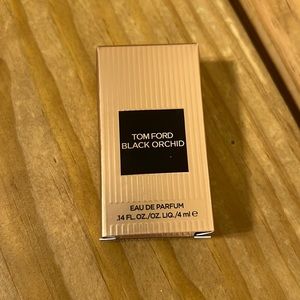 TOM FORD
BLACK ORCHID
EAU DE PARFUM
.14 FL.OZ./OZ. LIQ./4 ml ℮